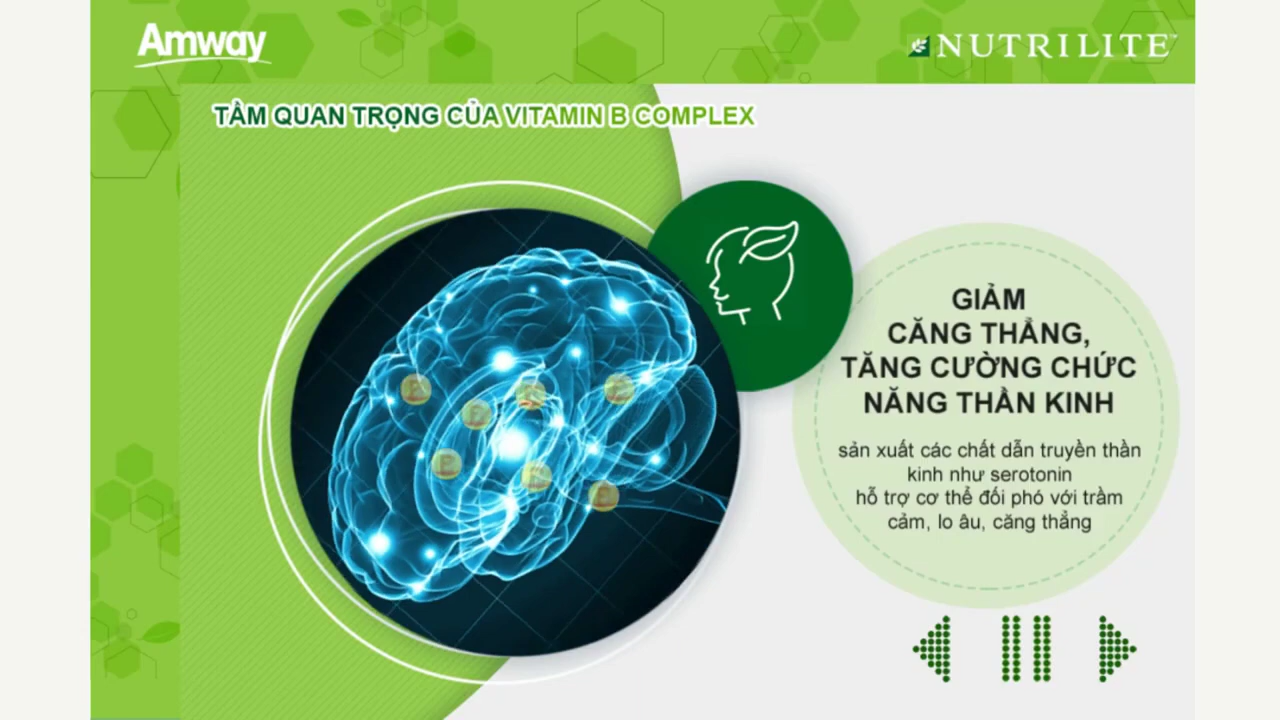 Amway
NUTRILITE™
TẦM QUAN TRỌNG CỦA VITAMIN B COMPLEX
GIẢM
CĂNG THẲNG,
TĂNG CƯỜNG CHỨC
NĂNG THẦN KINH
sản xuất các chất dẫn truyền thần
kinh như serotonin
hỗ trợ cơ thể đối phó với trầm
cảm, lo âu, căng thẳng